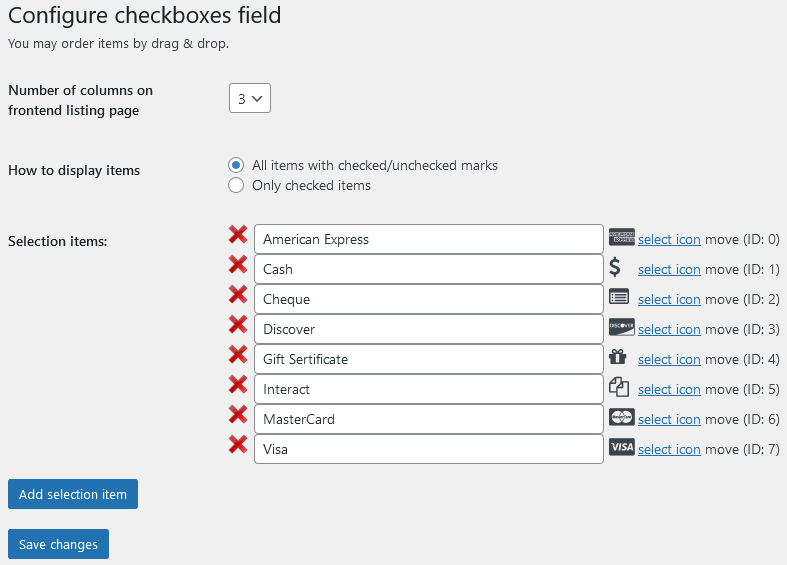 Configure checkboxes field
You may order items by drag & drop.
Number of columns on
frontend listing page
3
How to display items
All items with checked/unchecked marks
Only checked items
Selection items:
American Express select icon move (ID: 0)
Cash $ select icon move (ID: 1)
Cheque select icon move (ID: 2)
Discover DISCOVER select icon move (ID: 3)
Gift Sertificate select icon move (ID: 4)
Interact select icon move (ID: 5)
MasterCard select icon move (ID: 6)
Visa VISA select icon move (ID: 7)
Add selection item
Save changes